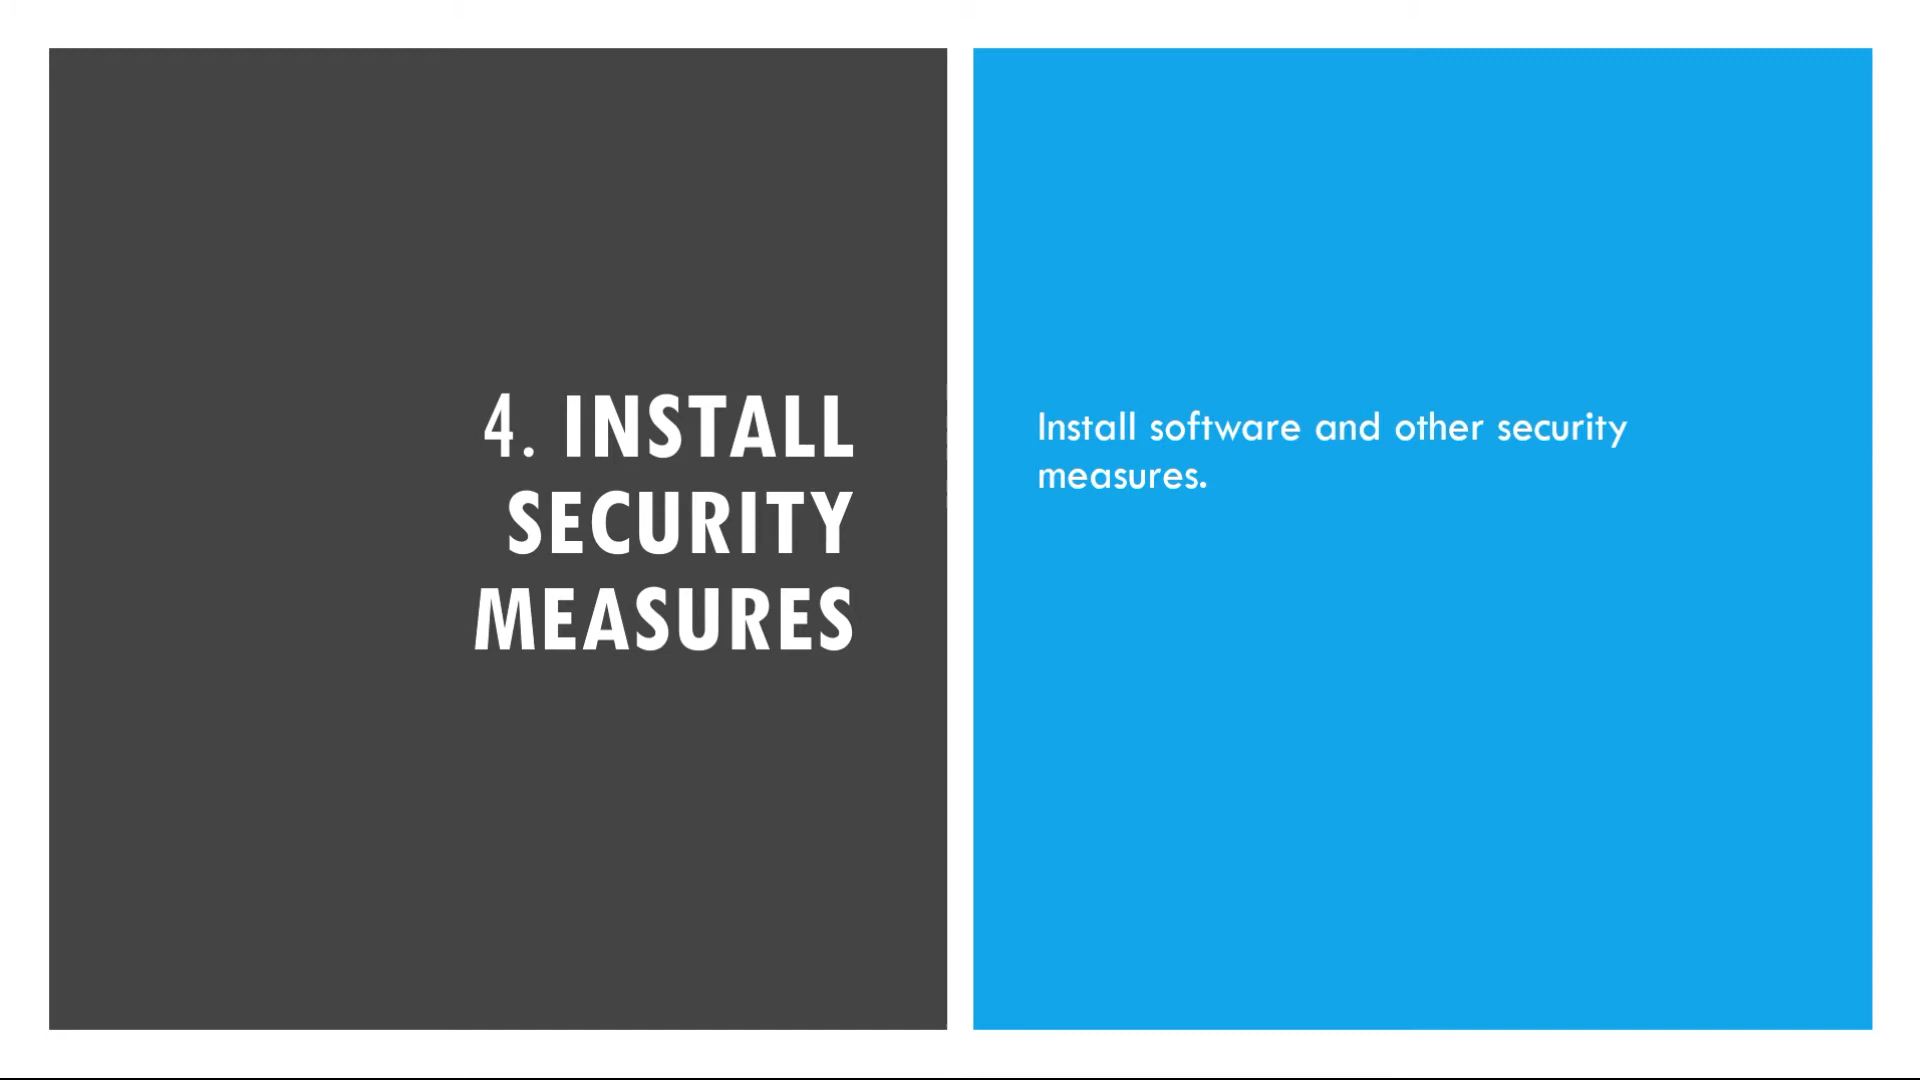 4. INSTALL
SECURITY
MEASURES
Install software and other security
measures.